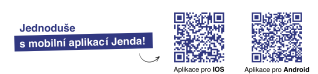 Jednoduše
s mobilní aplikací Jenda!
Aplikace pro IOS
Aplikace pro Android